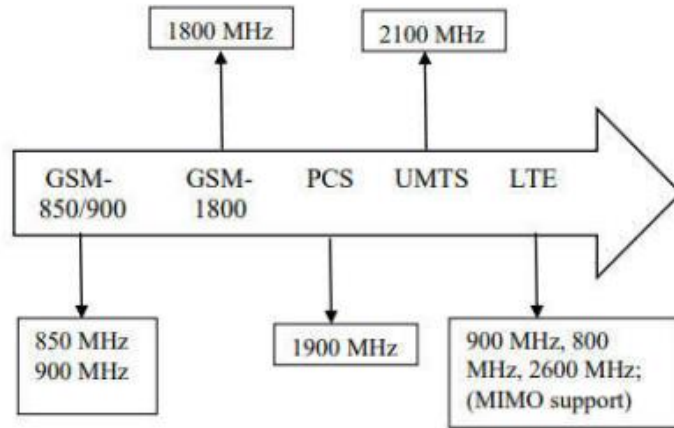 1800 MHz
2100 MHz
GSM-
850/900
GSM-
1800
PCS
UMTS
LTE
850 MHz
900 MHz
1900 MHz
900 MHz, 800
MHz, 2600 MHz;
(MIMO support)